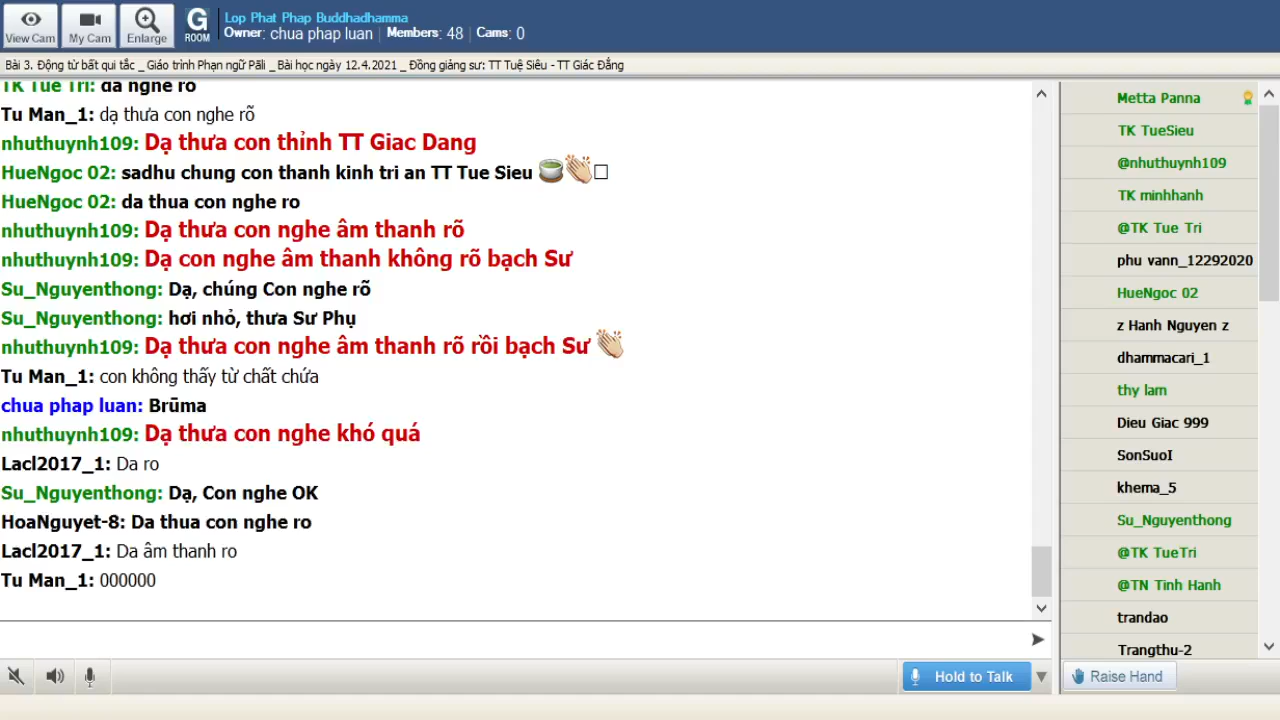 View Cam
My Cam
Enlarge
G
ROOM
Lop Phat Phap Buddhadhamma
Owner: chua phap luan | Members: 48 | Cams: 0
Bài 3. Động từ bất qui tắc _ Giáo trình Phạn ngữ Pāli _ Bài học ngày 12.4.2021 _ Đồng giảng sư: TT Tuệ Siêu - TT Giác Đẳng
TK Tue Tri: da nghe ro
Tu Man_1: dạ thưa con nghe rõ
nhuthuynh109: Dạ thưa con thỉnh TT Giac Dang
HueNgoc 02: sadhu chung con thanh kinh tri an TT Tue Sieu
HueNgoc 02: da thua con nghe ro
nhuthuynh109: Dạ thưa con nghe âm thanh rõ
nhuthuynh109: Dạ con nghe âm thanh không rõ bạch Sư
Su_Nguyenthong: Dạ, chúng Con nghe rõ
Su_Nguyenthong: hơi nhỏ, thưa Sư Phụ
nhuthuynh109: Dạ thưa con nghe âm thanh rõ rồi bạch Sư
Tu Man_1: con không thấy từ chất chứa
chua phap luan: Brūma
nhuthuynh109: Dạ thưa con nghe khó quá
Lacl2017_1: Da ro
Su_Nguyenthong: Dạ, Con nghe OK
HoaNguyet-8: Da thua con nghe ro
Lacl2017_1: Da âm thanh ro
Tu Man_1: 000000
Hold to Talk
Metta Panna
TK TueSieu
@nhuthuynh109
TK minhhanh
@TK Tue Tri
phu vann_12292020
HueNgoc 02
z Hanh Nguyen z
dhammacari_1
thy lam
Dieu Giac 999
SonSuoI
khema_5
Su_Nguyenthong
@TK TueTri
@TN Tinh Hanh
trandao
Trangthu-2
Raise Hand